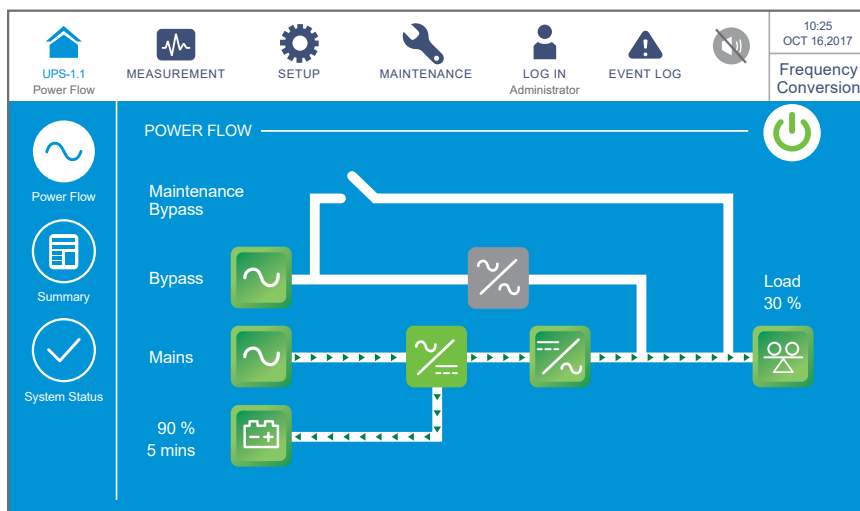 UPS-1.1
Power Flow
MEASUREMENT
SETUP
MAINTENANCE
LOG IN
Administrator
EVENT LOG
10:25
OCT 16,2017
Frequency
Conversion
Power Flow
Summary
System Status
POWER FLOW
Maintenance
Bypass
Bypass
Load
30 %
Mains
90 %
5 mins